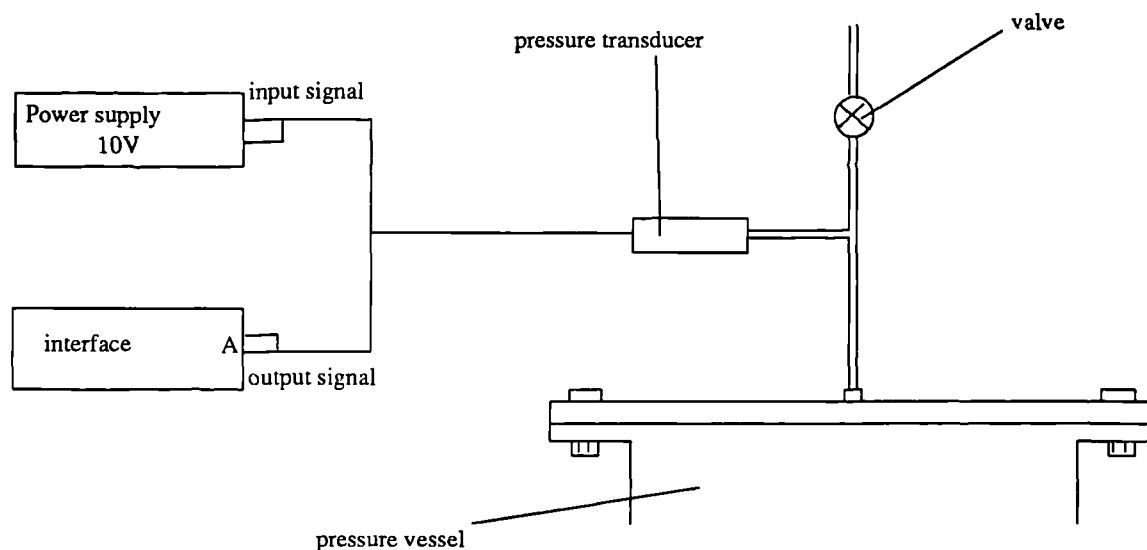 valve
pressure transducer
input signal
Power supply
10V
interface
A
output signal
pressure vessel